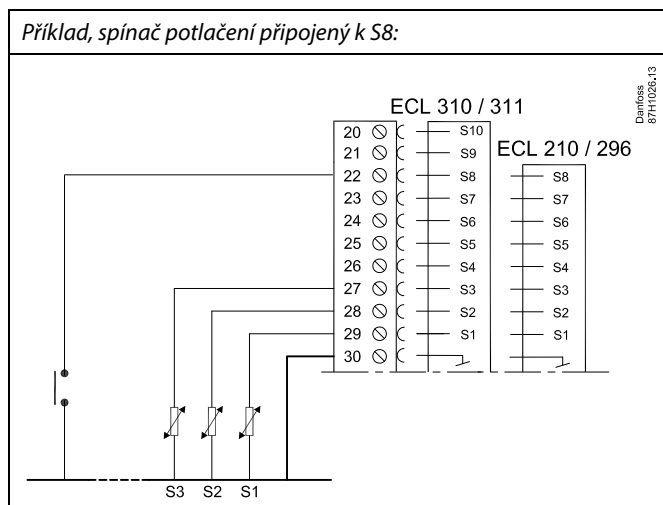 Příklad, spínač potlačení připojený k S8:
Danfoss
87H1026.13
ECL 310 / 311
ECL 210 / 296
20 S10
21 S9
22 S8 S8
23 S7 S7
24 S6 S6
25 S5 S5
26 S4 S4
27 S3 S3
28 S2 S2
29 S1 S1
30
S3 S2 S1